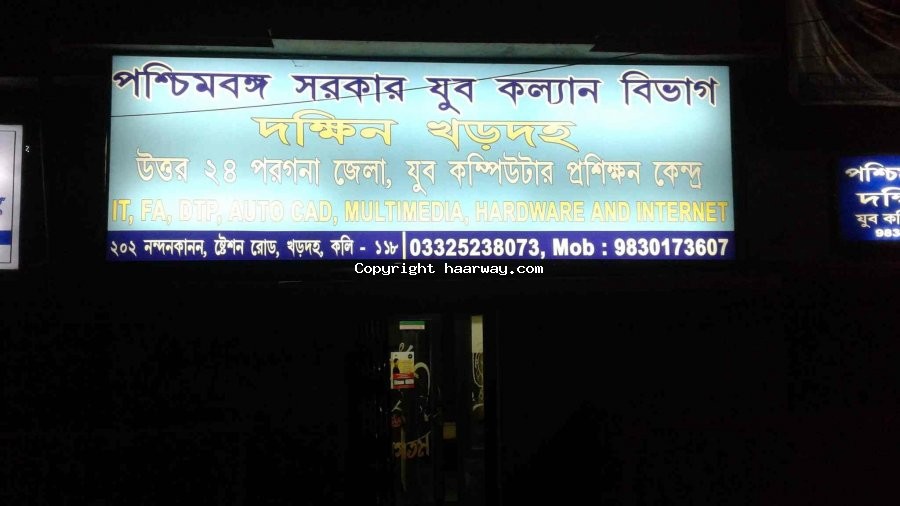 পশ্চিমবঙ্গ সরকার যুব কল্যান বিভাগ
দক্ষিন খড়দহ
উত্তর ২৪ পরগনা জেলা, যুব কম্পিউটার প্রশিক্ষন কেন্দ্র
IT, FA, DTP, AUTO CAD, MULTIMEDIA, HARDWARE AND INTERNET
২০২ নন্দনকানন, ষ্টেশন রোড, খড়দহ, কলি - ১১৮ | 03325238073, Mob : 9830173607
Copyright haarway.com